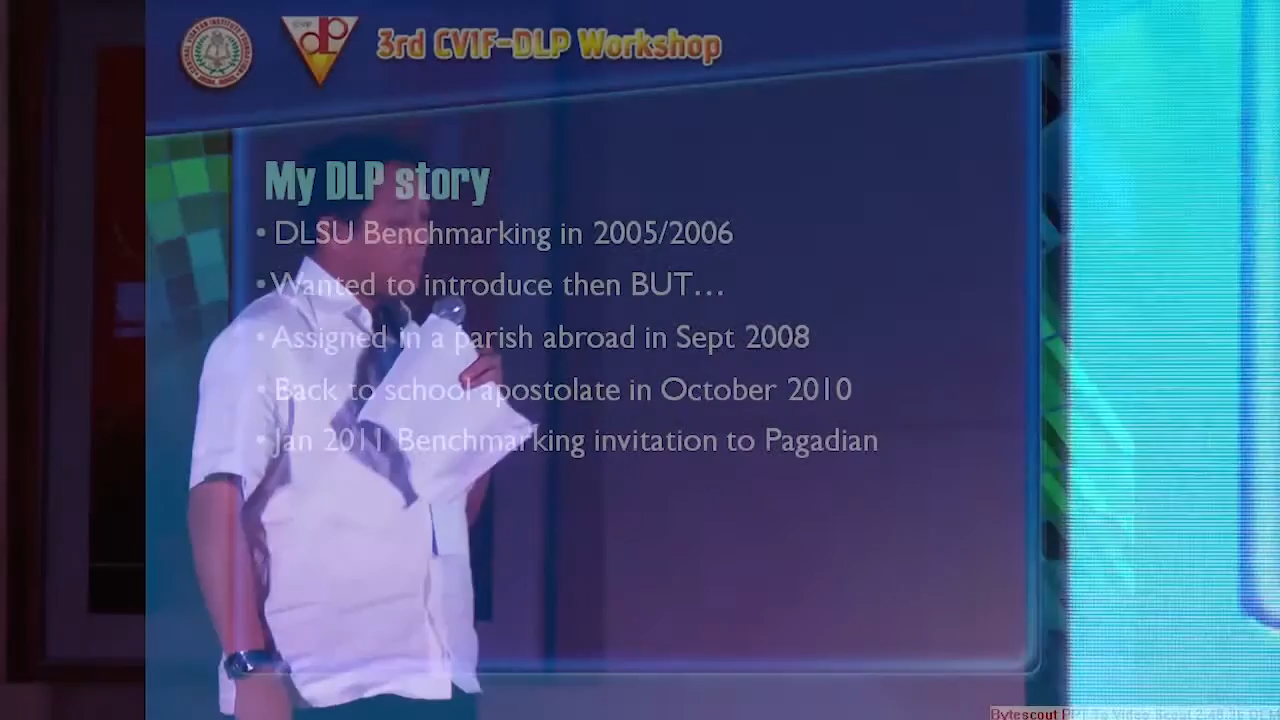 3rd CVIF-DLP Workshop
My DLP story
• DLSU Benchmarking in 2005/2006
• Wanted to introduce then BUT…
• Assigned in a parish abroad in Sept 2008
• Back to school apostolate in October 2010
• Jan 2011 Benchmarking invitation to Pagadian
Bytescout